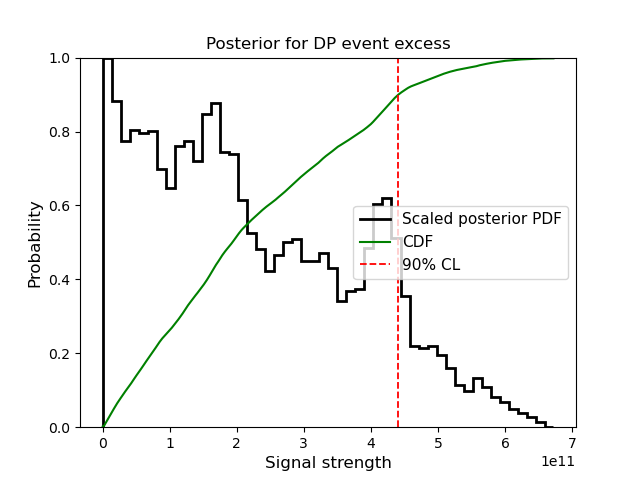 Posterior for DP event excess
1.0
0.8
0.6
0.4
0.2
0.0
Probability
Scaled posterior PDF
CDF
90% CL
0 1 2 3 4 5 6 7
1e11
Signal strength